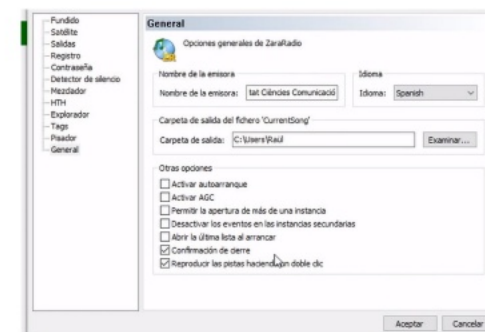 Fundido
Satélite
Salidas
Registro
Contraseña
Detector de silencio
Mezclador
HTH
Explorador
Tags
Pisador
General
General
Opciones generales de ZaraRadio
Nombre de la emisora
Nombre de la emisora: tat Ciències Comunicació
Idioma
Idioma: Spanish
Carpeta de salida del fichero 'CurrentSong'
Carpeta de salida: C:\Users\Raúl Examinar...
Otras opciones
Activar autoarranque
Activar AGC
Permitir la apertura de más de una instancia
Desactivar los eventos en las instancias secundarias
Abrir la última lista al arrancar
Confirmación de cierre
Reproducir las pistas haciendo un doble clic
Aceptar Cancelar